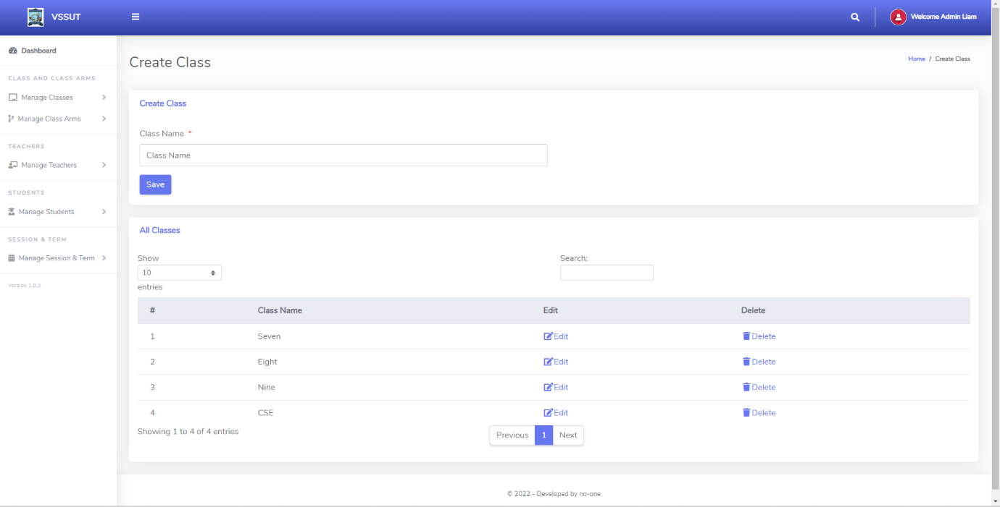 VSSUT
Welcome Admin Liam
Dashboard
CLASS AND CLASS ARMS
Manage Classes
Manage Class Arms
TEACHERS
Manage Teachers
STUDENTS
Manage Students
SESSION & TERM
Manage Session & Term
Version 1.0.3
Create Class
Home / Create Class
Create Class
Class Name *
Class Name
Save
All Classes
Show
10
entries
Search:
# Class Name Edit Delete
1 Seven Edit Delete
2 Eight Edit Delete
3 Nine Edit Delete
4 CSE Edit Delete
Showing 1 to 4 of 4 entries
Previous 1 Next
© 2022 - Developed by no-one